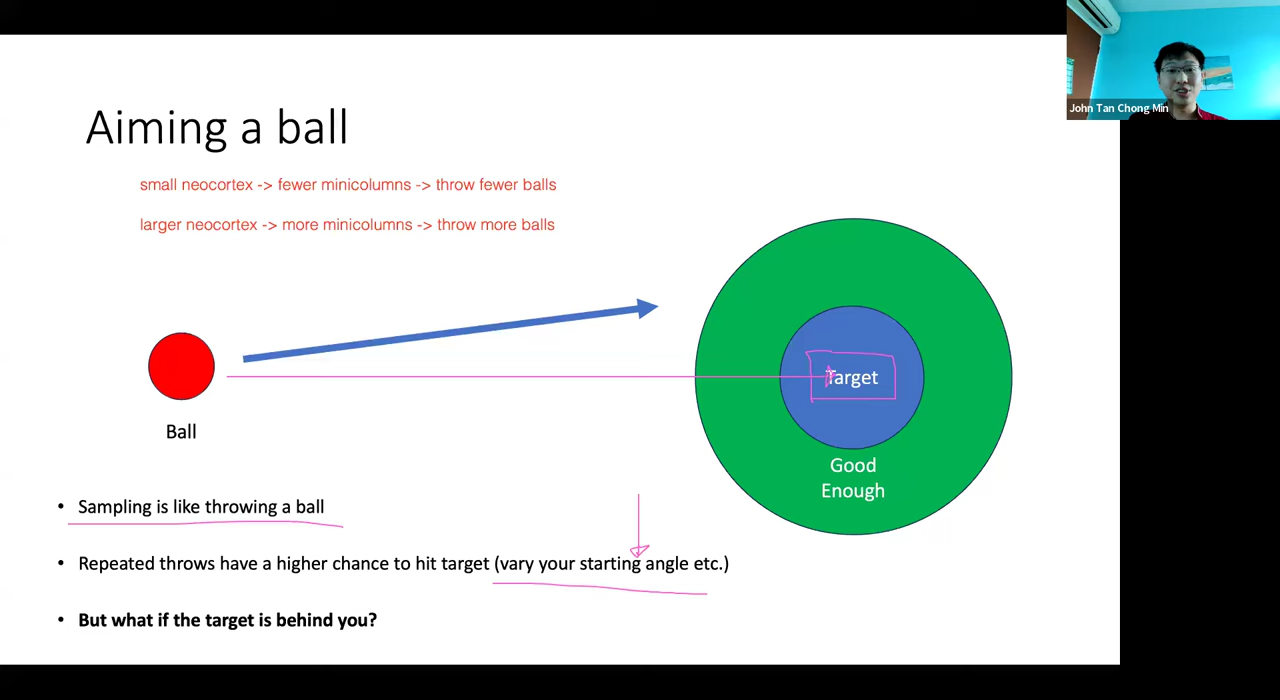 John Tan Chong Min
Aiming a ball
small neocortex -> fewer minicolumns -> throw fewer balls
larger neocortex -> more minicolumns -> throw more balls
Target
Ball
Good
Enough
• Sampling is like throwing a ball
• Repeated throws have a higher chance to hit target (vary your starting angle etc.)
• But what if the target is behind you?